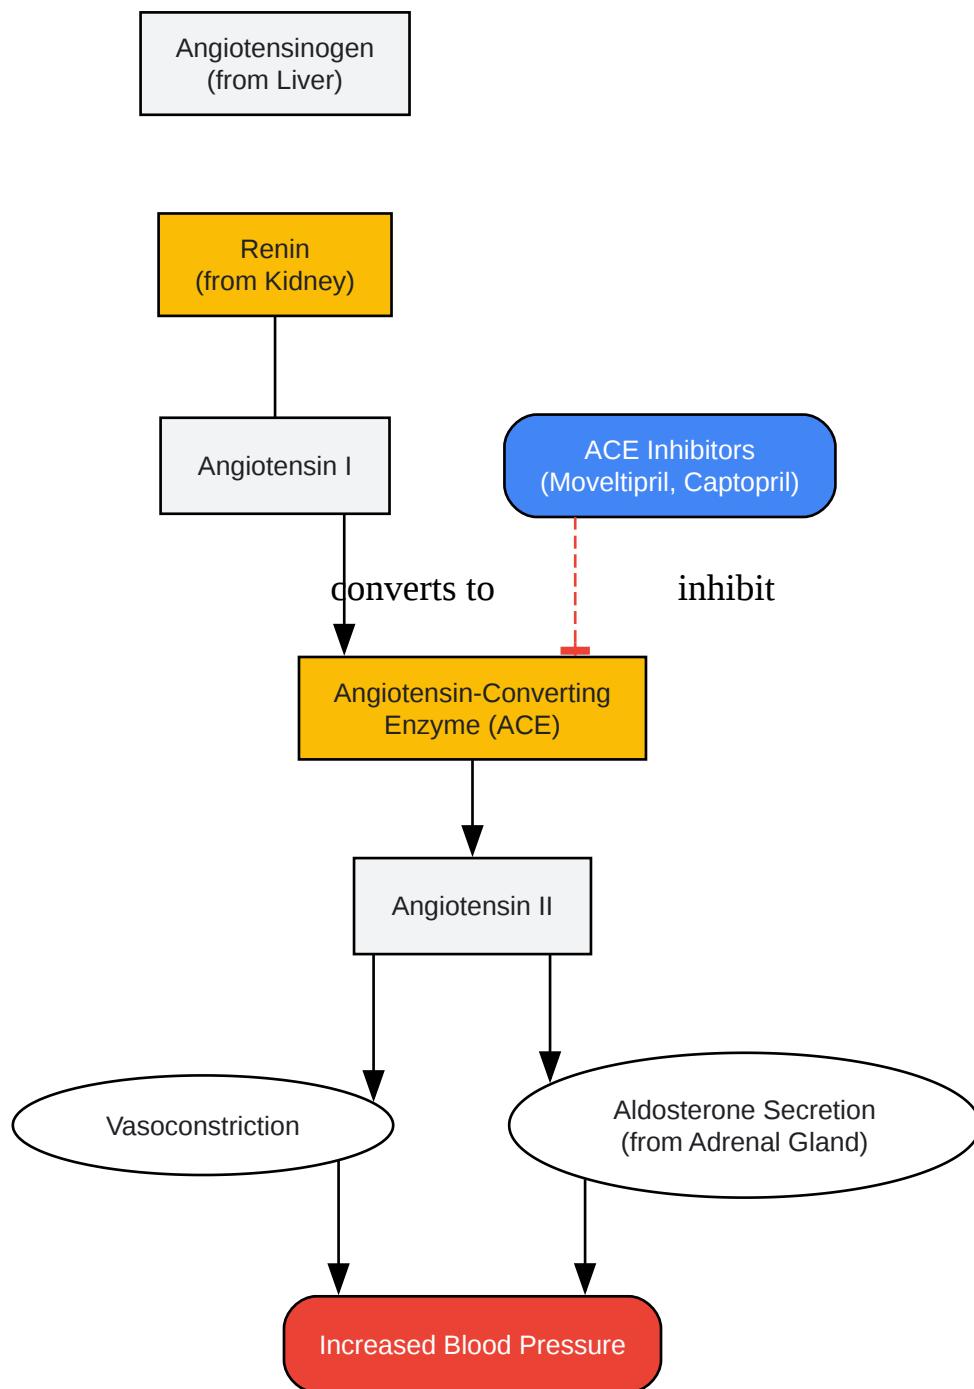 Angiotensinogen
(from Liver)
Renin
(from Kidney)
Angiotensin I
ACE Inhibitors
(Moveltipril, Captopril)
converts to
inhibit
Angiotensin-Converting
Enzyme (ACE)
Angiotensin II
Vasoconstriction
Aldosterone Secretion
(from Adrenal Gland)
Increased Blood Pressure